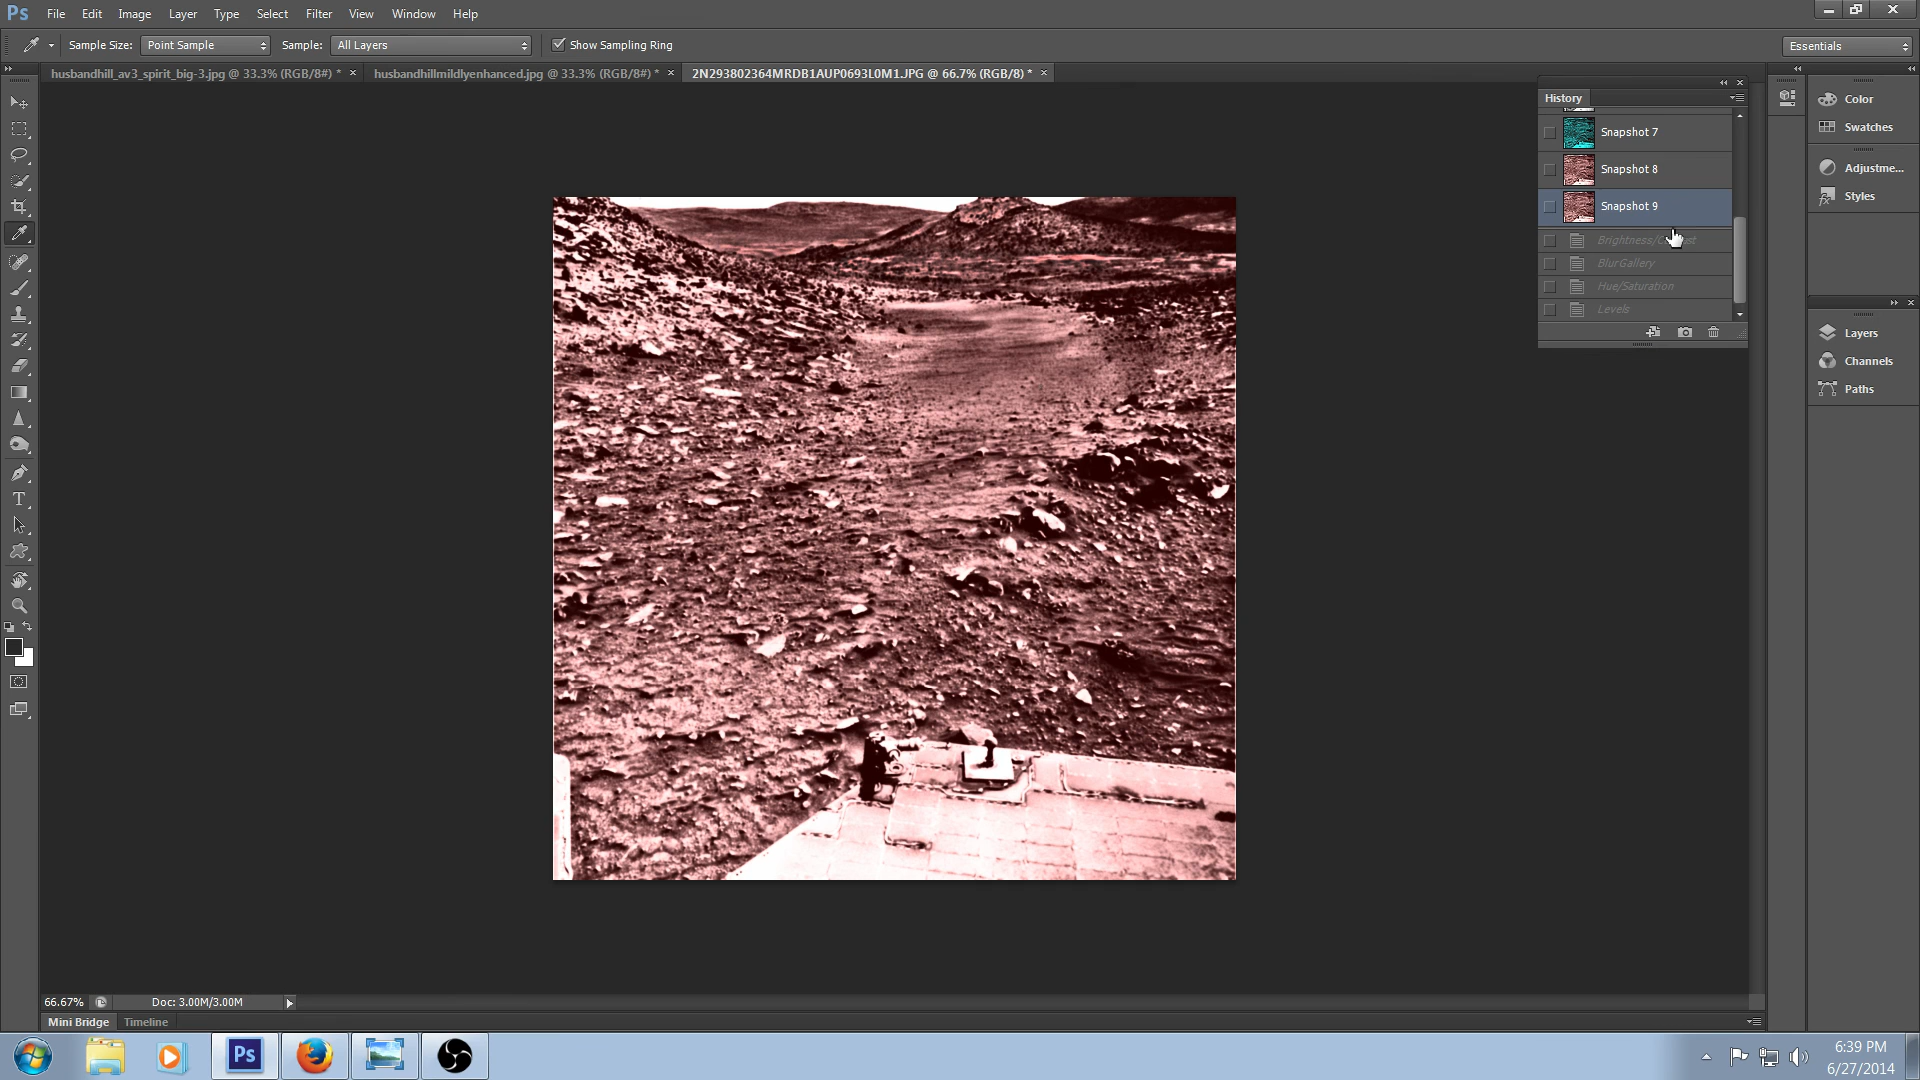 Ps File Edit Image Layer Type Select Filter View Window Help
Sample Size: Point Sample Sample: All Layers Show Sampling Ring Essentials
husbandhill_av3_spirit_big-3.jpg @ 33.3% (RGB/8#) * × husbandhillmildlyenhanced.jpg @ 33.3% (RGB/8#) * × 2N293802364MRDB1AUP0693L0M1.JPG @ 66.7% (RGB/8) * ×
History
Snapshot 7
Snapshot 8
Snapshot 9
BlurGallery
Hue/Saturation
Levels
Color
Swatches
Adjustme...
Styles
Layers
Channels
Paths
66.67% Doc: 3.00M/3.00M
Mini Bridge Timeline
Ps
6:39 PM
6/27/2014